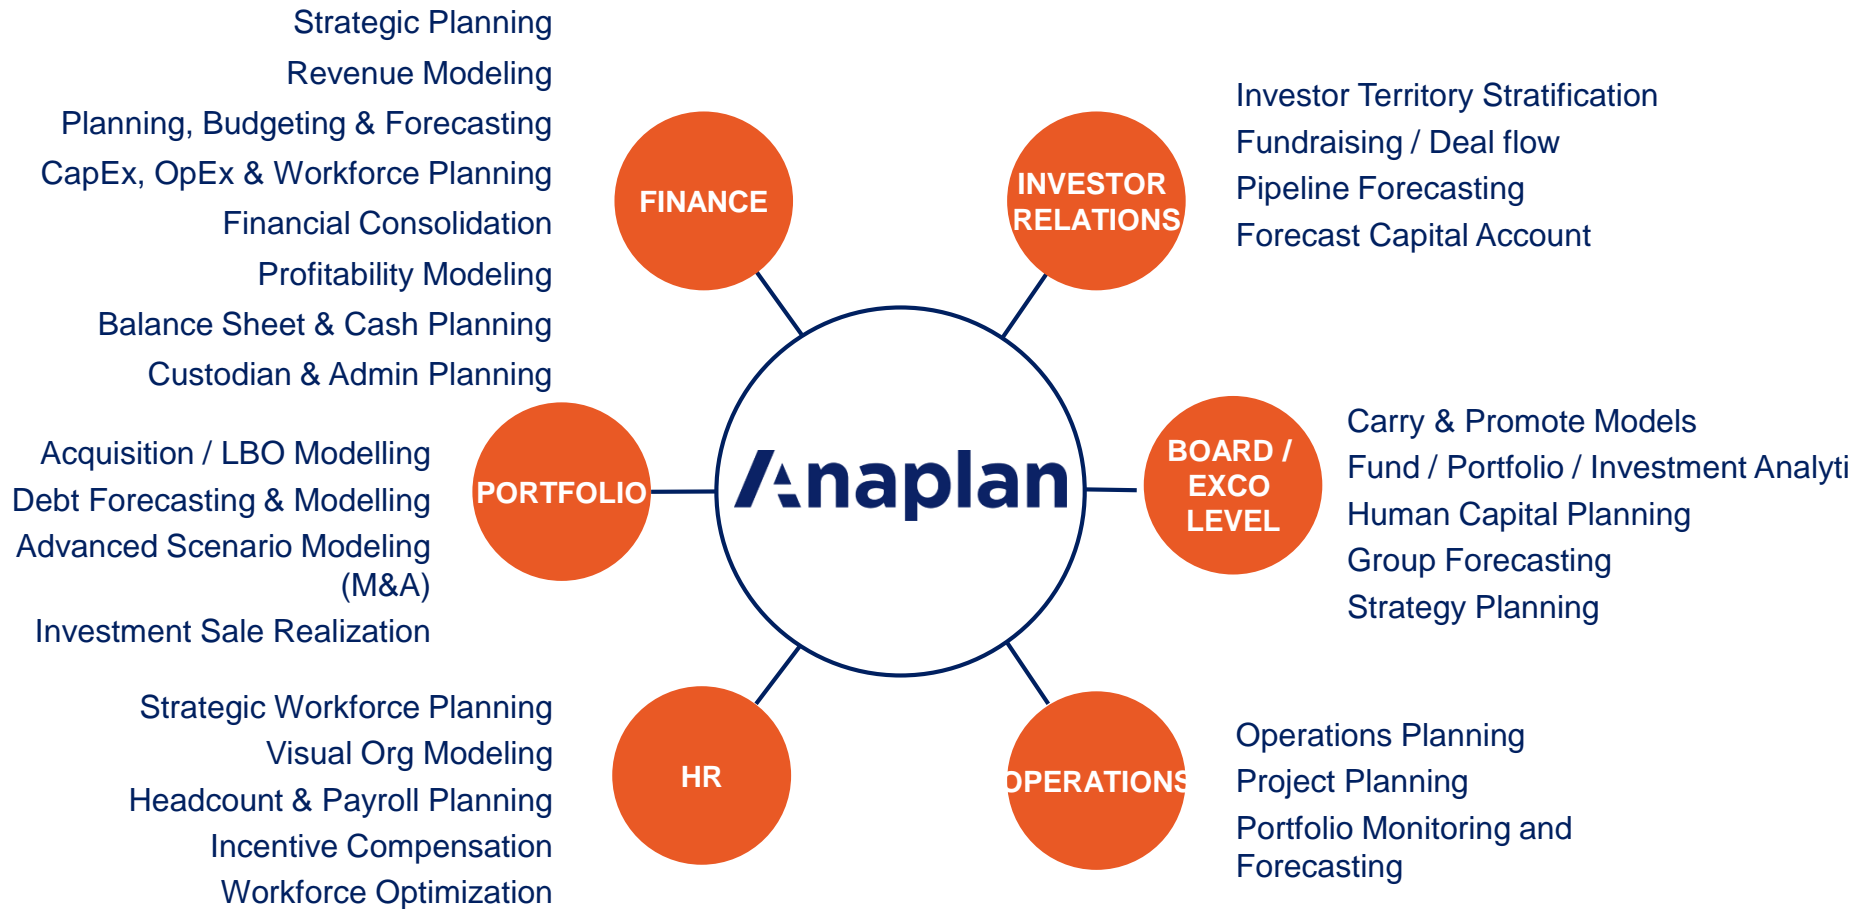 Strategic Planning
Revenue Modeling
Planning, Budgeting & Forecasting
CapEx, OpEx & Workforce Planning
Financial Consolidation
Profitability Modeling
Balance Sheet & Cash Planning
Custodian & Admin Planning
FINANCE
INVESTOR
RELATIONS
Investor Territory Stratification
Fundraising / Deal flow
Pipeline Forecasting
Forecast Capital Account
Acquisition / LBO Modelling
Debt Forecasting & Modelling
Advanced Scenario Modeling
(M&A)
Investment Sale Realization
PORTFOLIO
Anaplan
BOARD /
EXCO
LEVEL
Carry & Promote Models
Fund / Portfolio / Investment Analyti
Human Capital Planning
Group Forecasting
Strategy Planning
Strategic Workforce Planning
Visual Org Modeling
Headcount & Payroll Planning
Incentive Compensation
Workforce Optimization
HR
OPERATIONS
Operations Planning
Project Planning
Portfolio Monitoring and
Forecasting